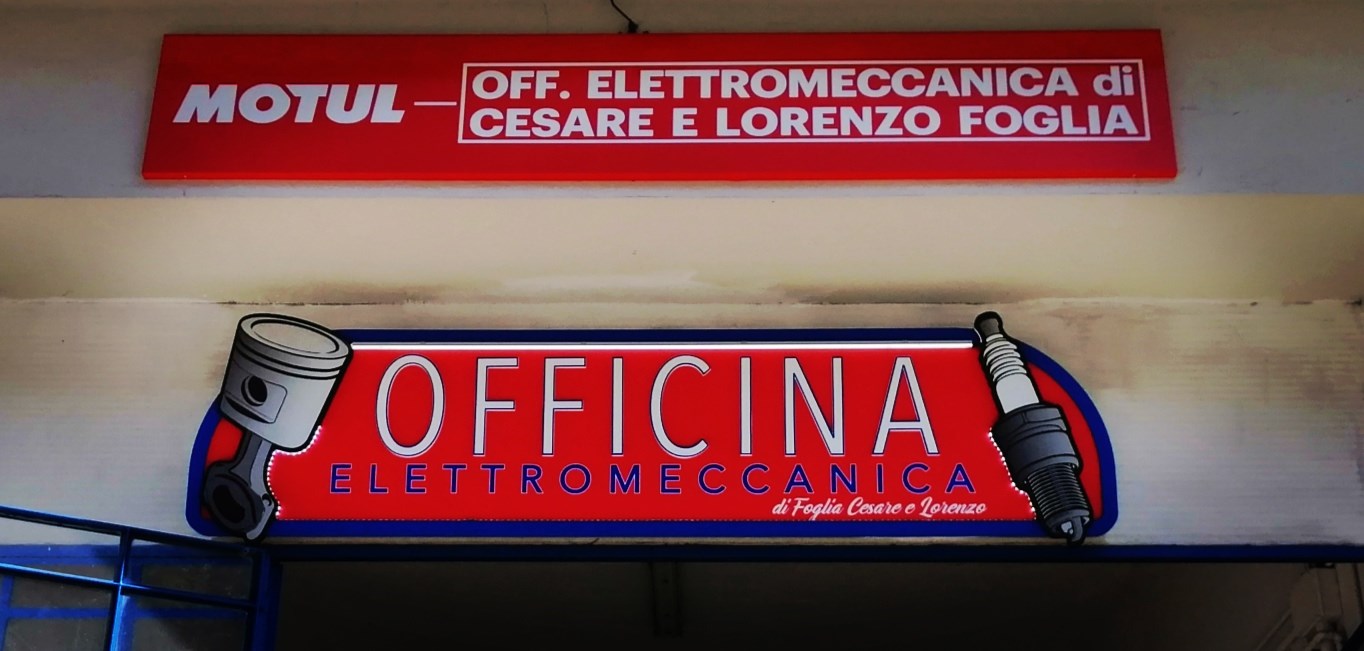 MOTUL — OFF. ELETTROMECCANICA di
CESARE E LORENZO FOGLIA
OFFICINA
ELETTROMECCANICA
di Foglia Cesare e Lorenzo